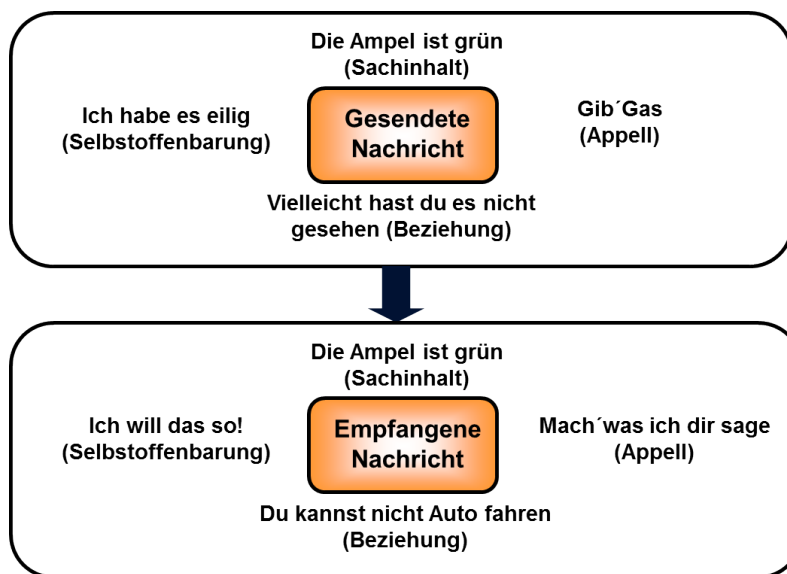 Die Ampel ist grün
(Sachinhalt)
Ich habe es eilig
(Selbstoffenbarung)
Gesendete
Nachricht
Gib´Gas
(Appell)
Vielleicht hast du es nicht
gesehen (Beziehung)
Die Ampel ist grün
(Sachinhalt)
Ich will das so!
(Selbstoffenbarung)
Empfangene
Nachricht
Mach´was ich dir sage
(Appell)
Du kannst nicht Auto fahren
(Beziehung)